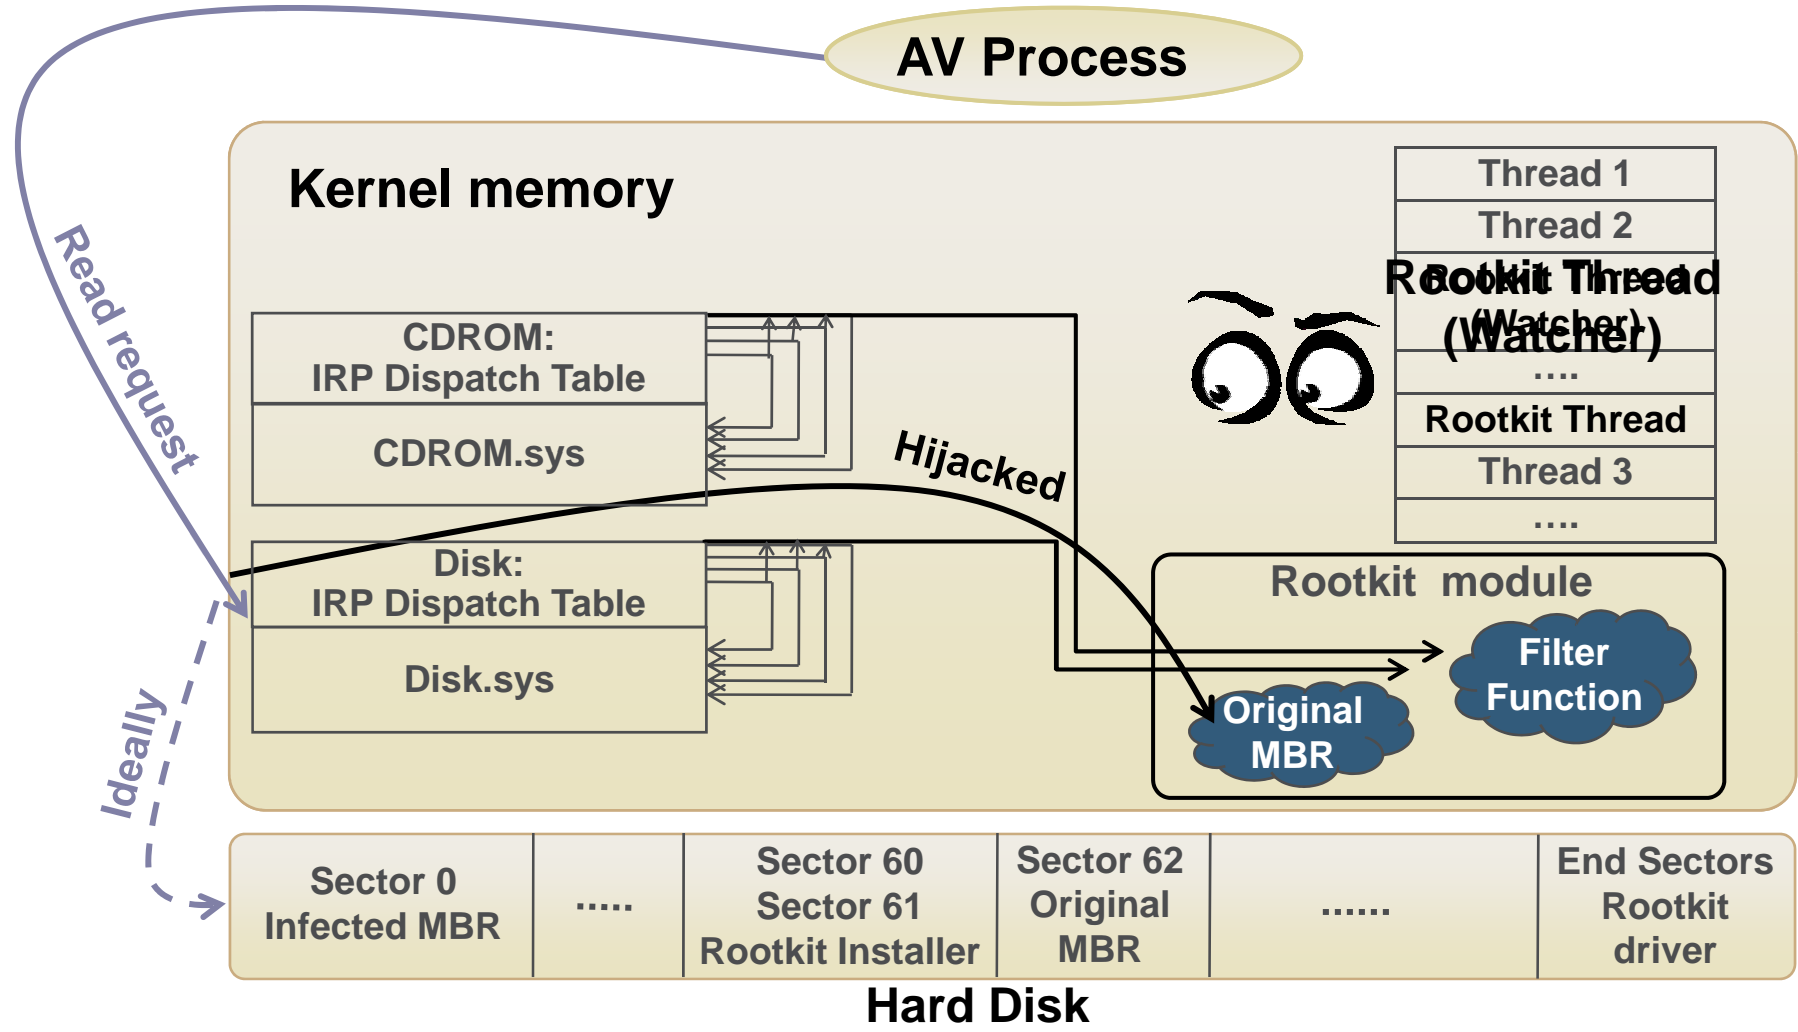 AV Process
Kernel memory
Thread 1
Thread 2
Rootkit Thread
(Watcher)
Rootkit Thread
(Watcher)
....
Rootkit Thread
Thread 3
....
Read request
CDROM:
IRP Dispatch Table
CDROM.sys
Hijacked
Disk:
IRP Dispatch Table
Disk.sys
Rootkit module
Filter
Function
Original
MBR
Ideally
Sector 0
Infected MBR
.....
Sector 60
Sector 61
Rootkit Installer
Sector 62
Original
MBR
......
End Sectors
Rootkit
driver
Hard Disk